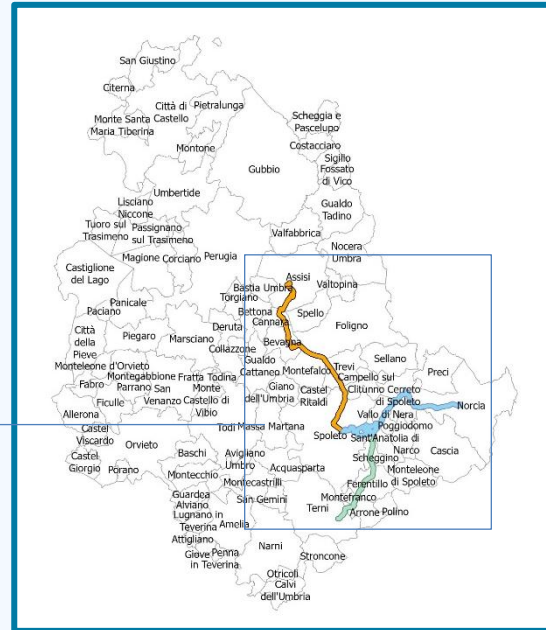 San Giustino
Citerna
Città di
Castello
Pietralunga
Monte Santa
Maria Tiberina
Montone
Scheggia e
Pascelupo
Costacciaro
Sigillo
Fossato
di Vico
Gubbio
Gualdo
Tadino
Umbertide
Lisciano
Niccone
Tuoro sul
Trasimeno
Passignano
sul Trasimeno
Valfabbrica
Nocera
Umbra
Magione
Corciano
Perugia
Castiglione
del Lago
Assisi
Bastia Umbra
Valtopina
Torgiano
Panicale
Paciano
Bettona
Cannara
Spello
Foligno
Deruta
Città
della
Pieve
Piegaro
Marsciano
Collazzone
Bevagna
Gualdo
Cattaneo
Montefalco
Trevi
Sellano
Preci
Monteleone d'Orvieto
Montegabbione
Fabro
Parrano
San
Venanzo
Fratta Todina
Monte
Castello di
Vibio
Giano
dell'Umbria
Castel
Ritaldi
Campello sul
Clitunno
Cerreto
di Spoleto
Norcia
Ficulle
Allerona
Vallo di Nera
Poggiodomo
Castel
Viscardo
Todi
Massa Martana
Spoleto
Sant'Anatolia di
Narco
Cascia
Orvieto
Scheggino
Castel
Giorgio
Porano
Baschi
Avigliano
Umbro
Acquasparta
Monteleone
di Spoleto
Ferentillo
Montecchio
Montecastrilli
Montefranco
Guardea
Alviano
San Gemini
Terni
Arrone
Polino
Lugnano in
Teverina
Amelia
Attigliano
Giove
Penna
in Teverina
Narni
Stroncone
Otricoli
Calvi
dell'Umbria